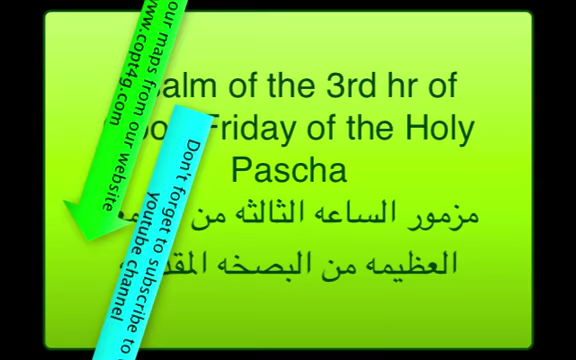 alm of the 3rd hr of
Friday of the Holy
Pascha
مزمور الساعه الثالثه من
العظيمه من البصخه
our maps from our website
www.copt4g.com
Don't forget to subscribe to
youtube channel